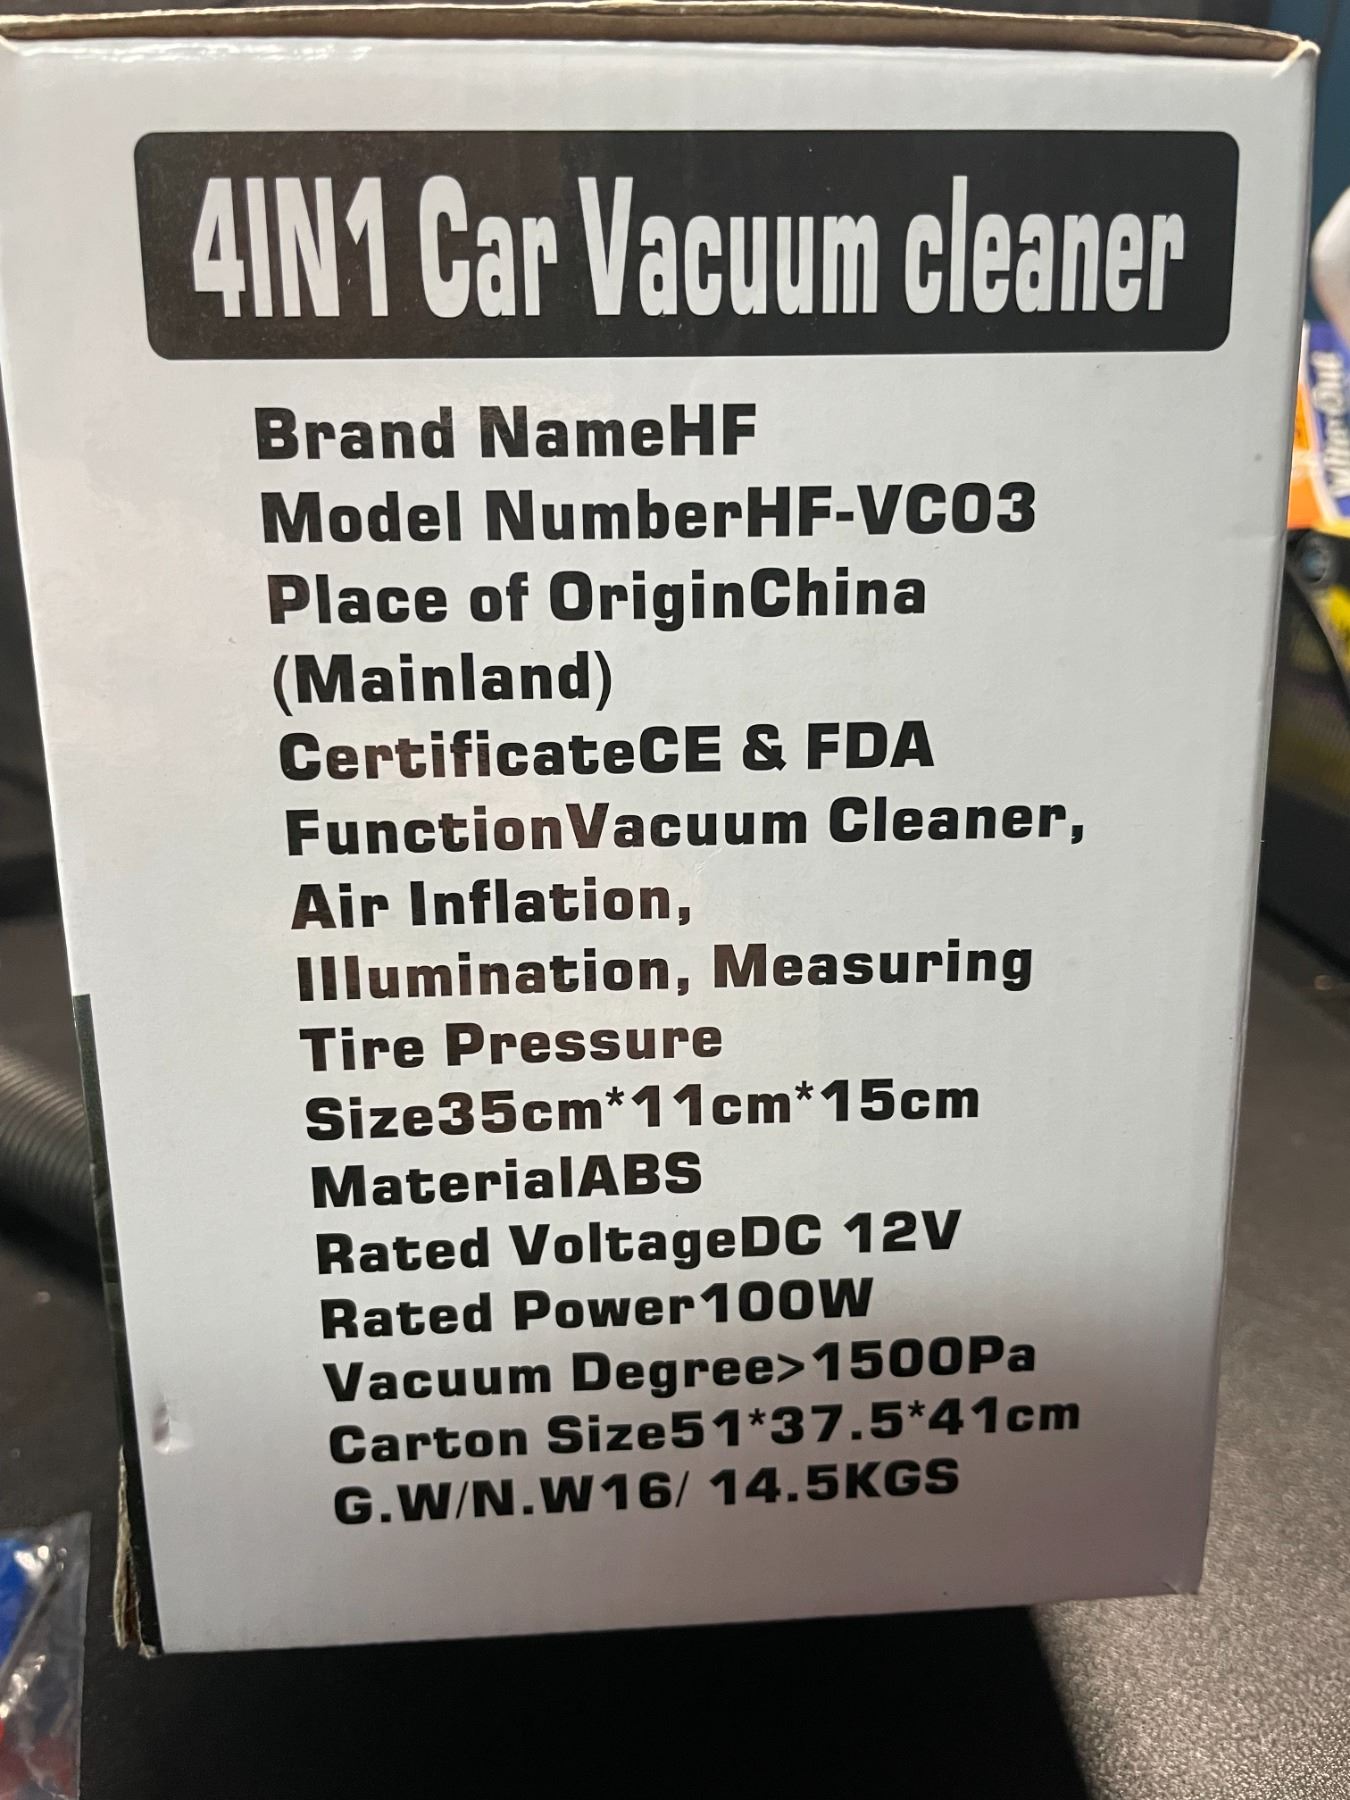 4IN1 Car Vacuum cleaner
Brand NameHF
Model NumberHF-VC03
Place of OriginChina
(Mainland)
CertificateCE & FDA
FunctionVacuum Cleaner,
Air Inflation,
Illumination, Measuring
Tire Pressure
Size35cm*11cm*15cm
MaterialABS
Rated VoltageDC 12V
Rated Power100W
Vacuum Degree>1500Pa
Carton Size51*37.5*41cm
G.W/N.W16/ 14.5KGS
Wite·Out